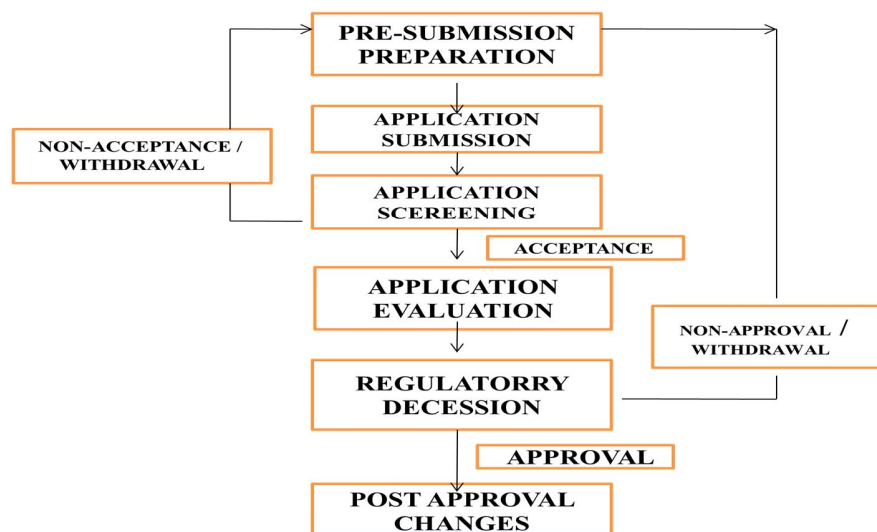 PRE-SUBMISSION
PREPARATION
APPLICATION
SUBMISSION
NON-ACCEPTANCE /
WITHDRAWAL
APPLICATION
SCEREENING
ACCEPTANCE
APPLICATION
EVALUATION
NON-APPROVAL /
WITHDRAWAL
REGULATORRY
DECESSION
APPROVAL
POST APPROVAL
CHANGES